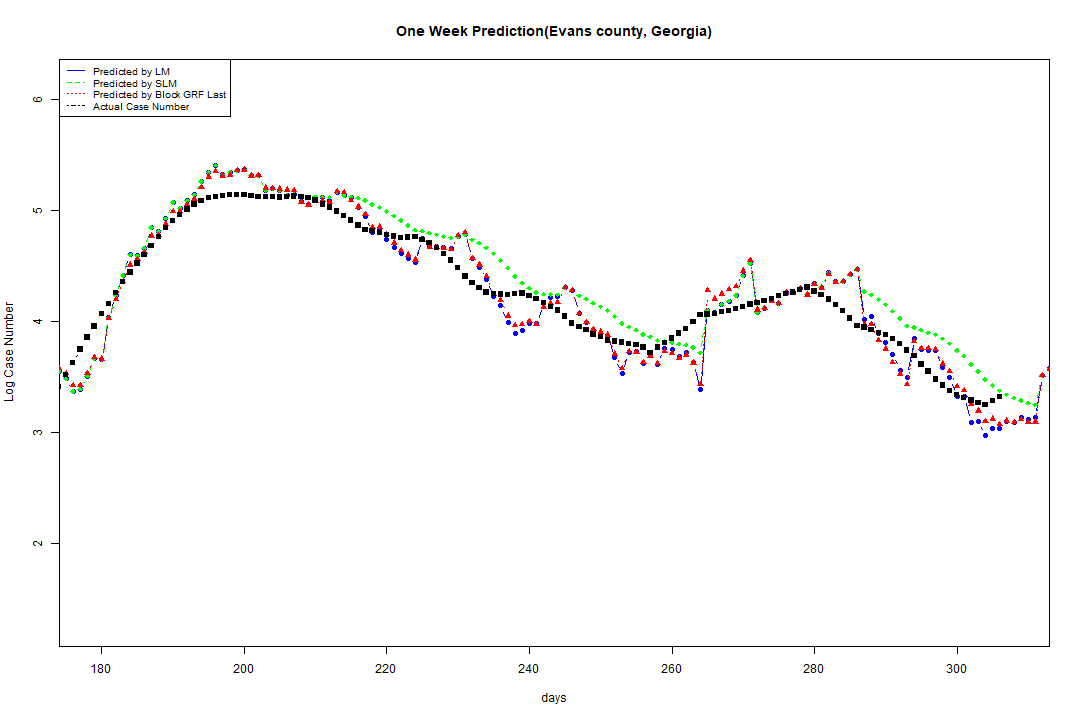 One Week Prediction(Evans county, Georgia)
Predicted by LM
Predicted by SLM
Predicted by Block GRF Last
Actual Case Number
6
5
4
3
2
Log Case Number
180 200 220 240 260 280 300
days